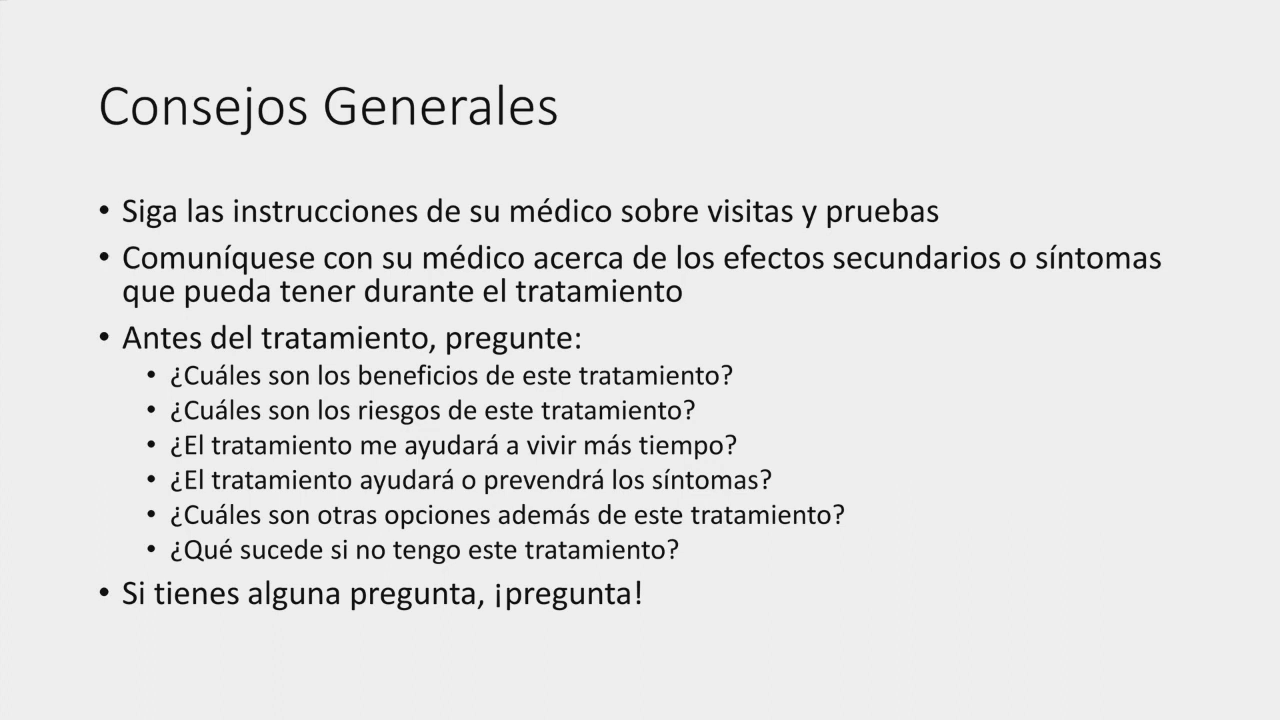 Consejos Generales
• Siga las instrucciones de su médico sobre visitas y pruebas
• Comuníquese con su médico acerca de los efectos secundarios o síntomas
que pueda tener durante el tratamiento
• Antes del tratamiento, pregunte:
• ¿Cuáles son los beneficios de este tratamiento?
• ¿Cuáles son los riesgos de este tratamiento?
• ¿El tratamiento me ayudará a vivir más tiempo?
• ¿El tratamiento ayudará o prevendrá los síntomas?
• ¿Cuáles son otras opciones además de este tratamiento?
• ¿Qué sucede si no tengo este tratamiento?
• Si tienes alguna pregunta, ¡pregunta!